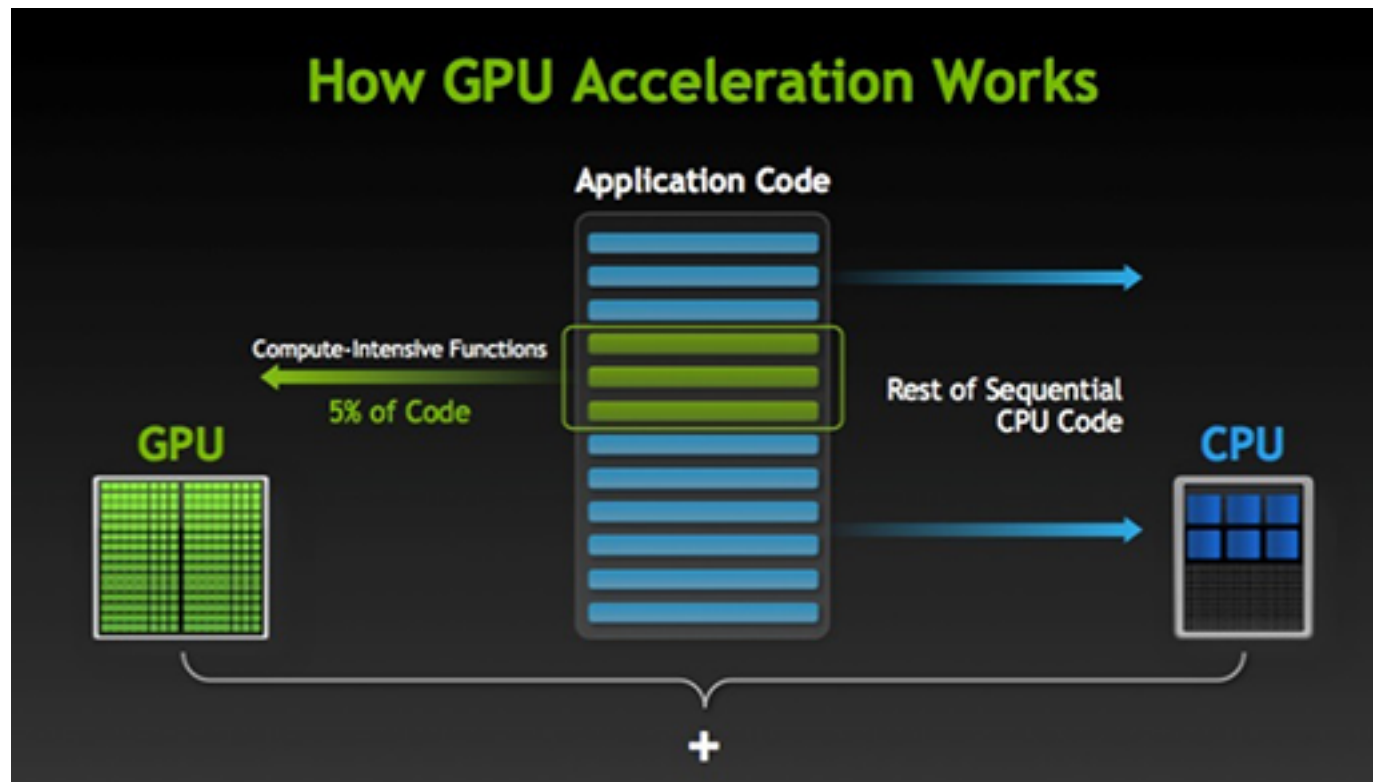 How GPU Acceleration Works
Application Code
Compute-Intensive Functions
5% of Code
Rest of Sequential
CPU Code
GPU
CPU
+